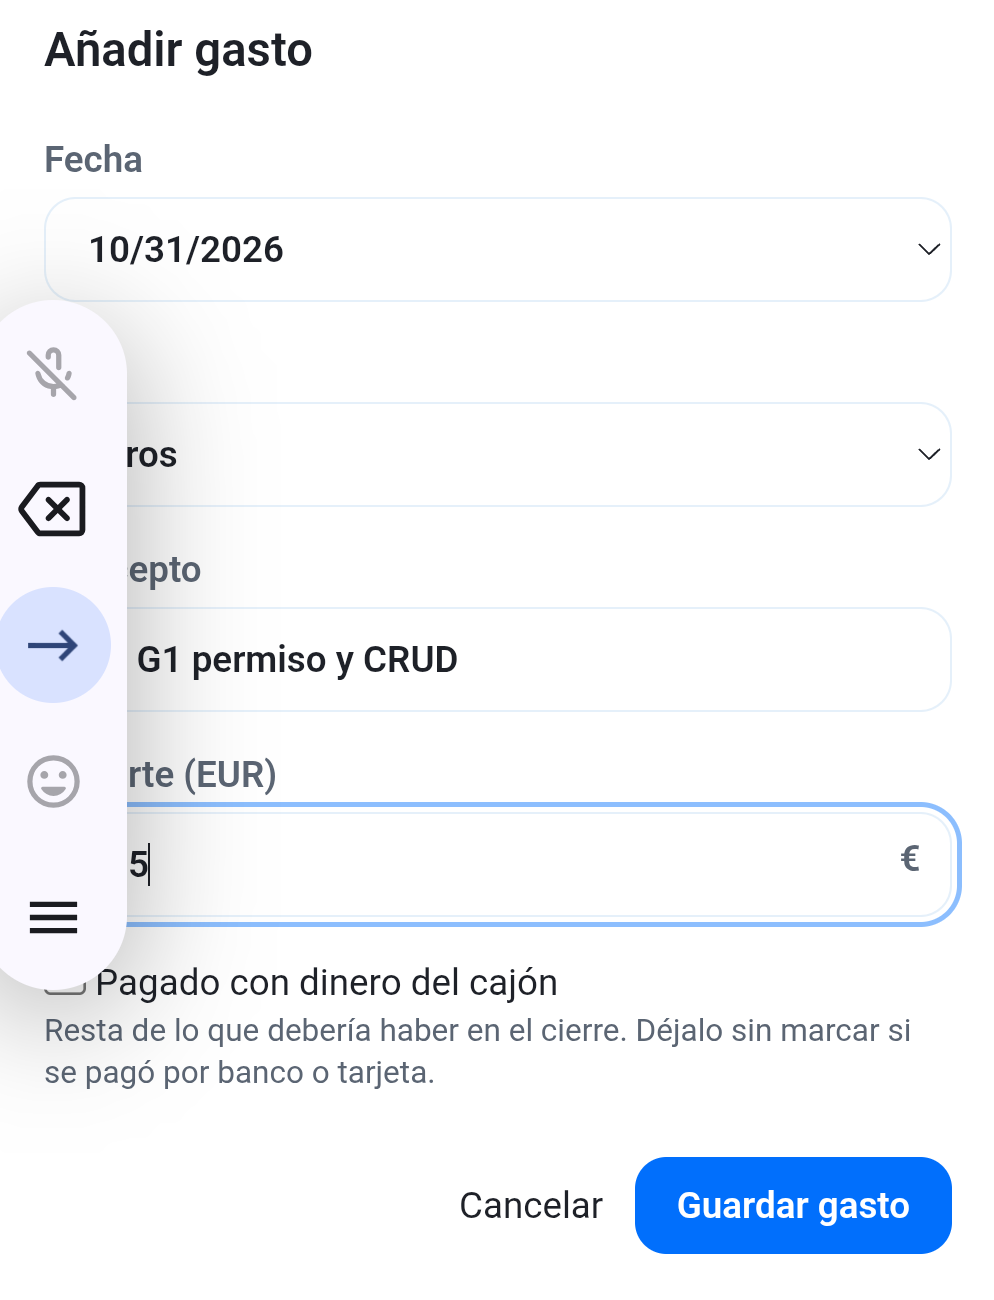 Añadir gasto
Fecha
10/31/2026
ros
cepto
G1 permiso y CRUD
rte (EUR)
5
€
Pagado con dinero del cajón
Resta de lo que debería haber en el cierre. Déjalo sin marcar si
se pagó por banco o tarjeta.
Cancelar
Guardar gasto